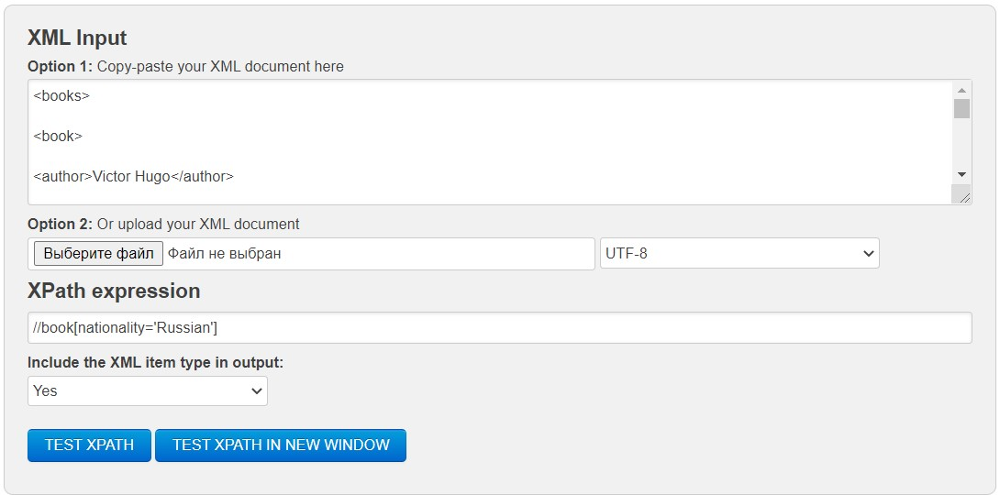 XML Input
Option 1: Copy-paste your XML document here
<books>
<book>
<author>Victor Hugo</author>
Option 2: Or upload your XML document
Выберите файл Файл не выбран UTF-8
XPath expression
//book[nationality='Russian']
Include the XML item type in output:
Yes
TEST XPATH TEST XPATH IN NEW WINDOW